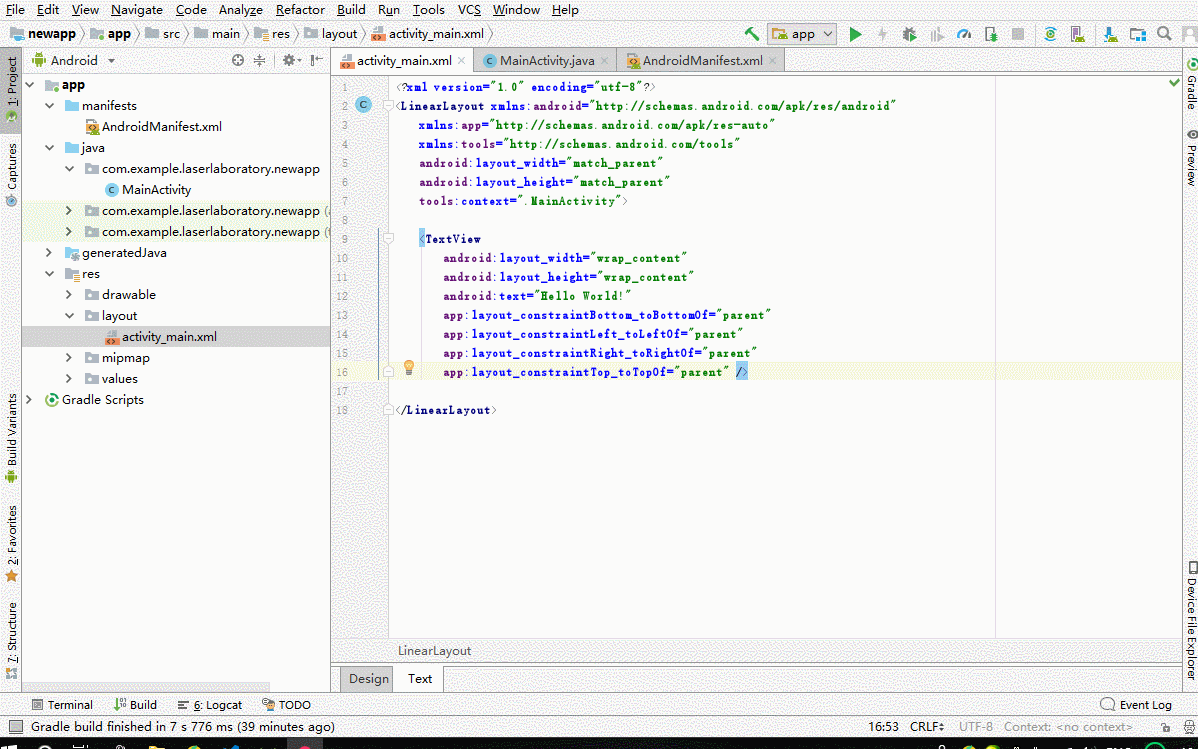 File Edit View Navigate Code Analyze Refactor Build Run Tools VCS Window Help
newapp app src main res layout activity_main.xml app
1: Project
Captures
Build Variants
2: Favorites
7: Structure
Android
app
manifests
AndroidManifest.xml
java
com.example.laserlaboratory.newapp
MainActivity
com.example.laserlaboratory.newapp
com.example.laserlaboratory.newapp
generatedJava
res
drawable
layout
activity_main.xml
mipmap
values
Gradle Scripts
activity_main.xml MainActivity.java AndroidManifest.xml
1 <?xml version="1.0" encoding="utf-8"?>
2 <LinearLayout xmlns:android="http://schemas.android.com/apk/res/android"
3 xmlns:app="http://schemas.android.com/apk/res-auto"
4 xmlns:tools="http://schemas.android.com/tools"
5 android:layout_width="match_parent"
6 android:layout_height="match_parent"
7 tools:context=".MainActivity">
8
9 <TextView
10 android:layout_width="wrap_content"
11 android:layout_height="wrap_content"
12 android:text="Hello World!"
13 app:layout_constraintBottom_toBottomOf="parent"
14 app:layout_constraintLeft_toLeftOf="parent"
15 app:layout_constraintRight_toRightOf="parent"
16 app:layout_constraintTop_toTopOf="parent" />
17
18 </LinearLayout>
LinearLayout
Design Text
Gradle
Preview
Device File Explorer
Terminal Build 6: Logcat TODO Event Log
Gradle build finished in 7 s 776 ms (39 minutes ago) 16:53 CRLF UTF-8 Context: <no context>